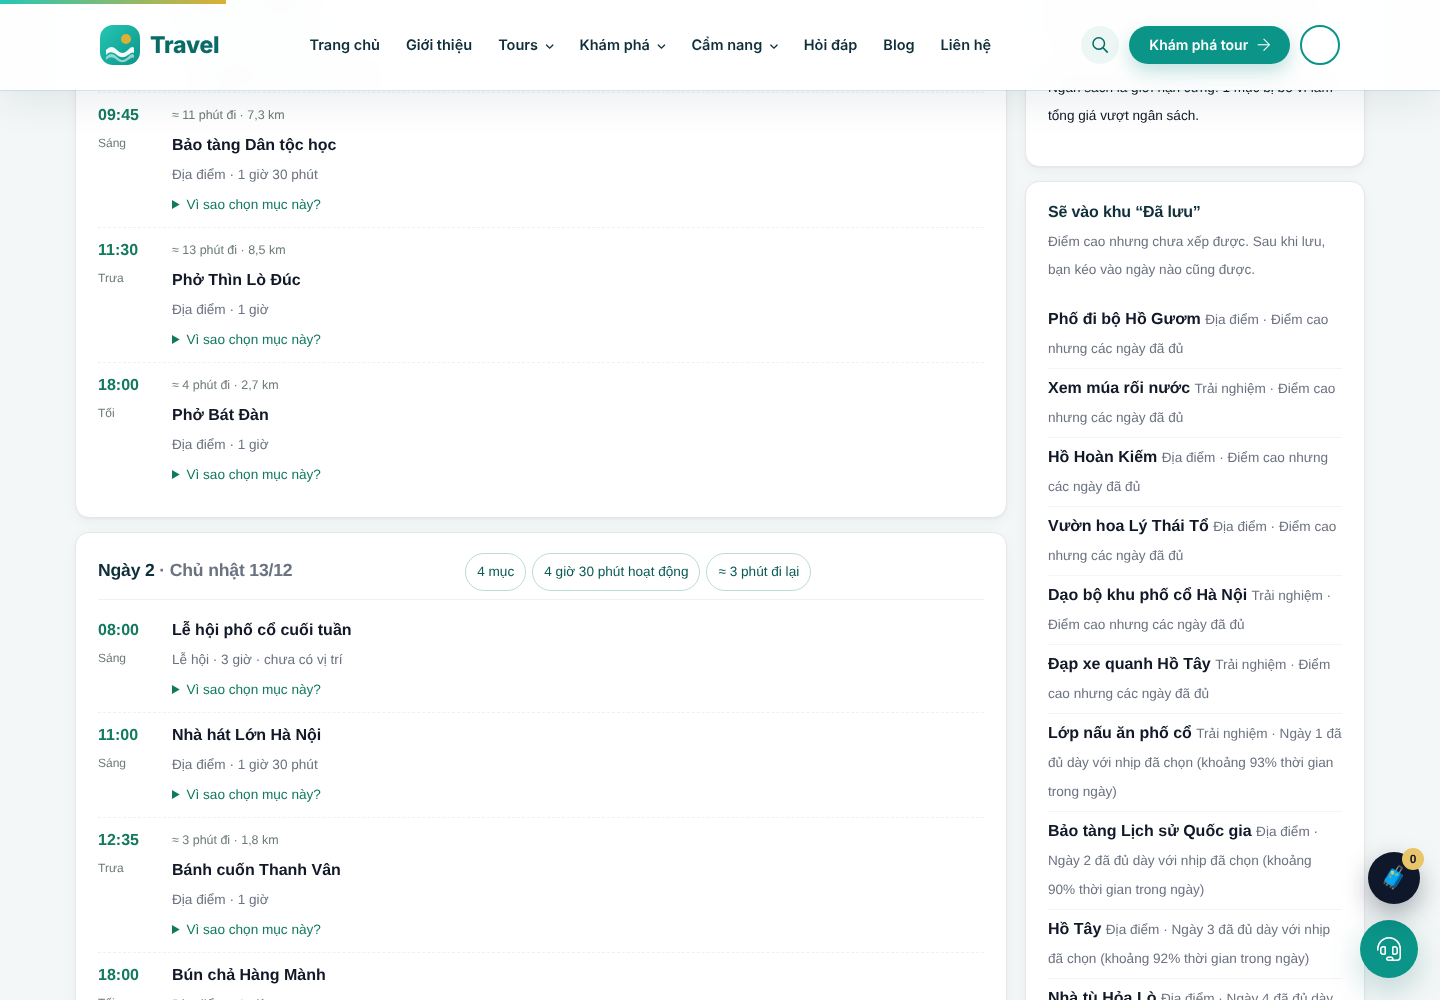 Travel
Trang chủ
Giới thiệu
Tours
Khám phá
Cẩm nang
Hỏi đáp
Blog
Liên hệ
Khám phá tour
09:45
Sáng
≈ 11 phút đi · 7,3 km
Bảo tàng Dân tộc học
Địa điểm · 1 giờ 30 phút
Vì sao chọn mục này?
11:30
Trưa
≈ 13 phút đi · 8,5 km
Phở Thìn Lò Đúc
Địa điểm · 1 giờ
Vì sao chọn mục này?
18:00
Tối
≈ 4 phút đi · 2,7 km
Phở Bát Đàn
Địa điểm · 1 giờ
Vì sao chọn mục này?
Ngày 2 · Chủ nhật 13/12
4 mục
4 giờ 30 phút hoạt động
≈ 3 phút đi lại
08:00
Sáng
Lễ hội phố cổ cuối tuần
Lễ hội · 3 giờ · chưa có vị trí
Vì sao chọn mục này?
11:00
Sáng
Nhà hát Lớn Hà Nội
Địa điểm · 1 giờ 30 phút
Vì sao chọn mục này?
12:35
Trưa
≈ 3 phút đi · 1,8 km
Bánh cuốn Thanh Vân
Địa điểm · 1 giờ
Vì sao chọn mục này?
18:00
Bún chả Hàng Mành
tổng giá vượt ngân sách.
Sẽ vào khu “Đã lưu”
Điểm cao nhưng chưa xếp được. Sau khi lưu,
bạn kéo vào ngày nào cũng được.
Phố đi bộ Hồ Gươm Địa điểm · Điểm cao
nhưng các ngày đã đủ
Xem múa rối nước Trải nghiệm · Điểm cao
nhưng các ngày đã đủ
Hồ Hoàn Kiếm Địa điểm · Điểm cao nhưng
các ngày đã đủ
Vườn hoa Lý Thái Tổ Địa điểm · Điểm cao
nhưng các ngày đã đủ
Dạo bộ khu phố cổ Hà Nội Trải nghiệm ·
Điểm cao nhưng các ngày đã đủ
Đạp xe quanh Hồ Tây Trải nghiệm · Điểm
cao nhưng các ngày đã đủ
Lớp nấu ăn phố cổ Trải nghiệm · Ngày 1 đã
đủ dày với nhịp đã chọn (khoảng 93% thời gian
trong ngày)
Bảo tàng Lịch sử Quốc gia Địa điểm ·
Ngày 2 đã đủ dày với nhịp đã chọn (khoảng
90% thời gian trong ngày)
Hồ Tây Địa điểm · Ngày 3 đã đủ dày với nhịp
đã chọn (khoảng 92% thời gian trong ngày)
Nhà tù Hỏa Lò Địa điểm · Ngày 4 đã đủ dày
0